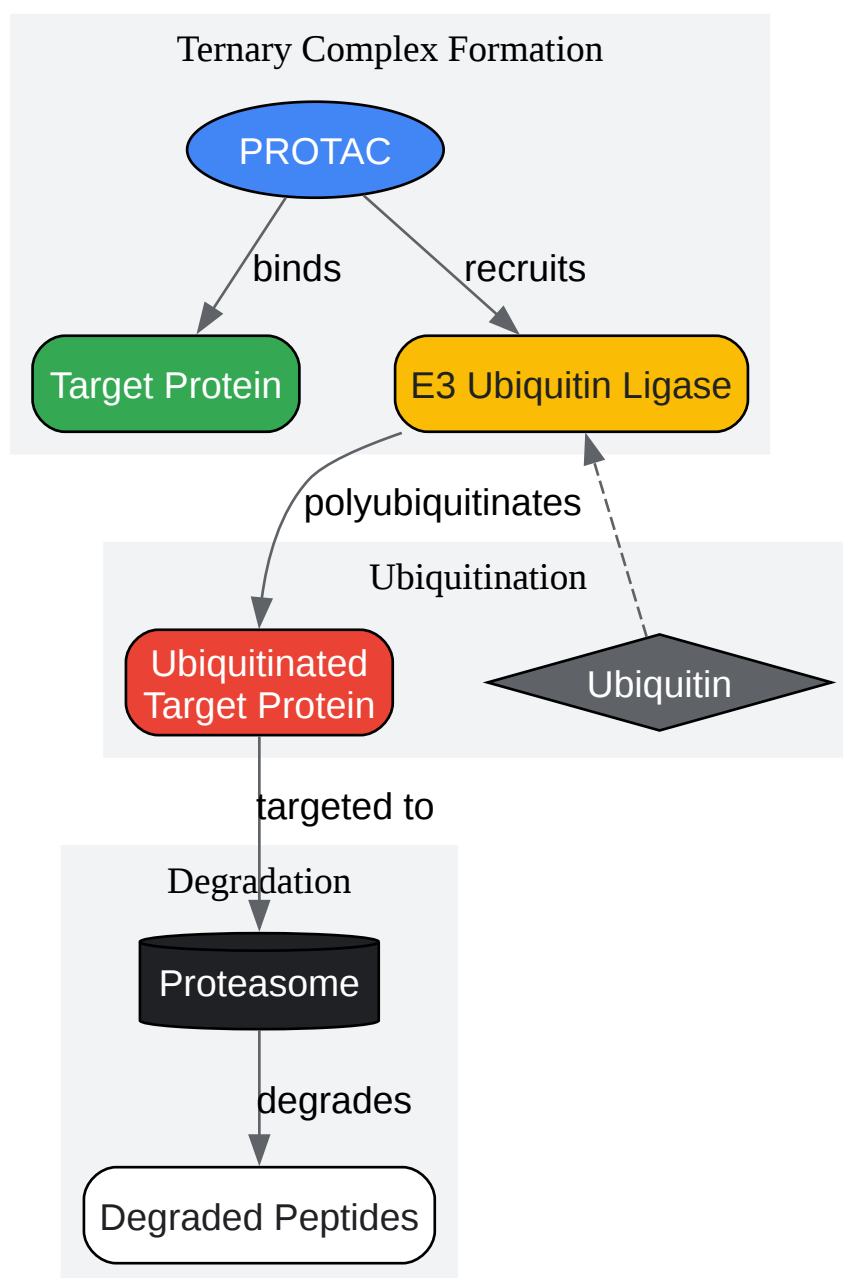 Ternary Complex Formation
PROTAC
binds
recruits
Target Protein
E3 Ubiquitin Ligase
polyubiquitinates
Ubiquitination
Ubiquitinated
Target Protein
Ubiquitin
targeted to
Degradation
Proteasome
degrades
Degraded Peptides